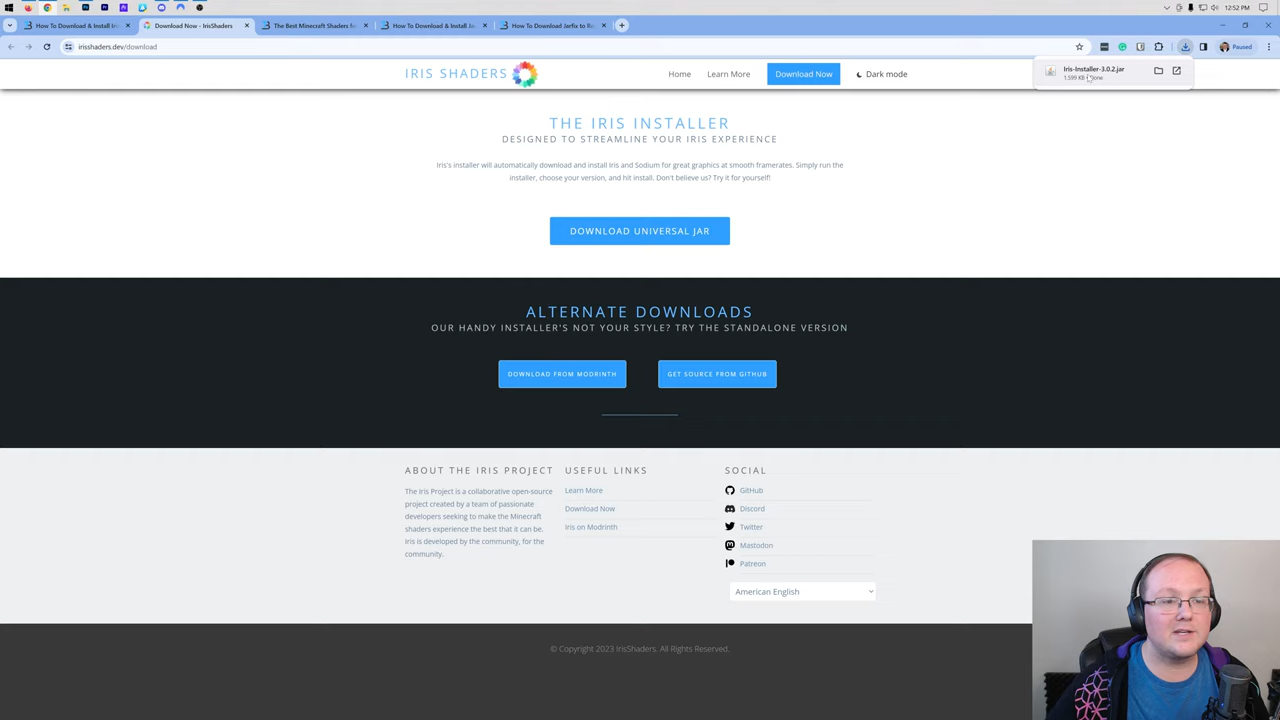 12:52 PM
How To Download & Install Iri
Download Now - IrisShaders
The Best Minecraft Shaders fo
How To Download & Install Ja
How To Download Jarfix to Re
irisshaders.dev/download
Paused
IRIS SHADERS
Home
Learn More
Download Now
Dark mode
Iris-Installer-3.0.2.jar
1,599 KB
THE IRIS INSTALLER
DESIGNED TO STREAMLINE YOUR IRIS EXPERIENCE
Iris's installer will automatically download and install Iris and Sodium for great graphics at smooth framerates. Simply run the
installer, choose your version, and hit install. Don't believe us? Try it for yourself!
DOWNLOAD UNIVERSAL JAR
ALTERNATE DOWNLOADS
OUR HANDY INSTALLER'S NOT YOUR STYLE? TRY THE STANDALONE VERSION
DOWNLOAD FROM MODRINTH
GET SOURCE FROM GITHUB
ABOUT THE IRIS PROJECT
The Iris Project is a collaborative open-source
project created by a team of passionate
developers seeking to make the Minecraft
shaders experience the best that it can be.
Iris is developed by the community, for the
community.
USEFUL LINKS
Learn More
Download Now
Iris on Modrinth
SOCIAL
GitHub
Discord
Twitter
Mastodon
Patreon
American English
© Copyright 2023 IrisShaders. All Rights Reserved.